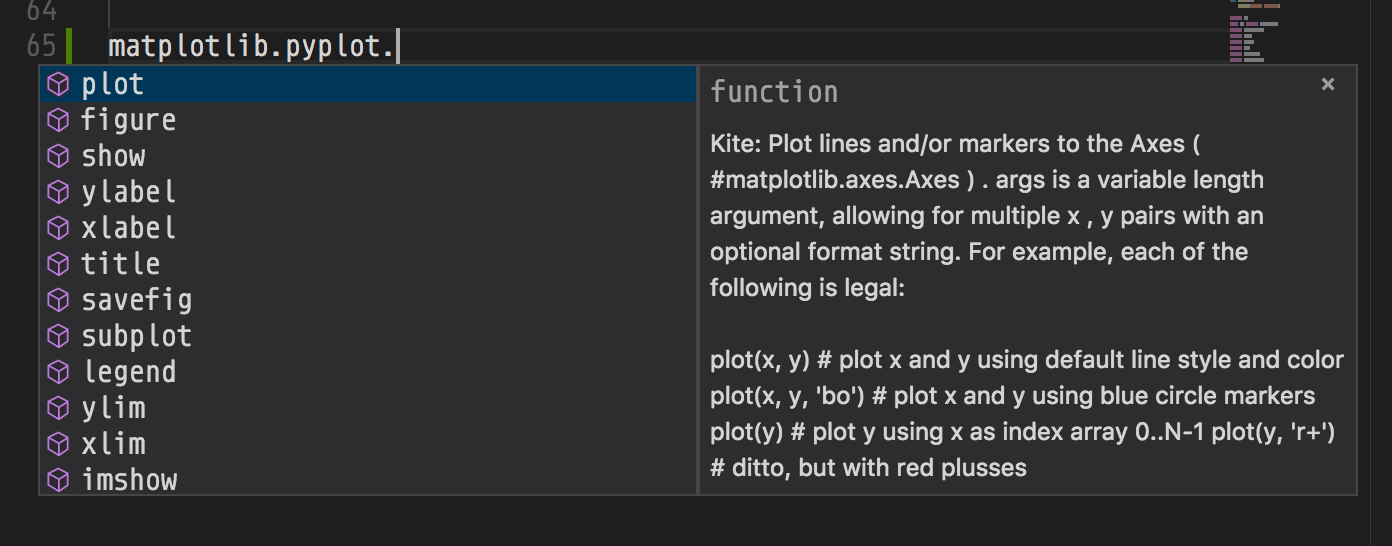 64
65 matplotlib.pyplot.
plot
figure
show
ylabel
xlabel
title
savefig
subplot
legend
ylim
xlim
imshow
function ×
Kite: Plot lines and/or markers to the Axes (
#matplotlib.axes.Axes ) . args is a variable length
argument, allowing for multiple x , y pairs with an
optional format string. For example, each of the
following is legal:
plot(x, y) # plot x and y using default line style and color
plot(x, y, 'bo') # plot x and y using blue circle markers
plot(y) # plot y using x as index array 0..N-1 plot(y, 'r+')
# ditto, but with red plusses